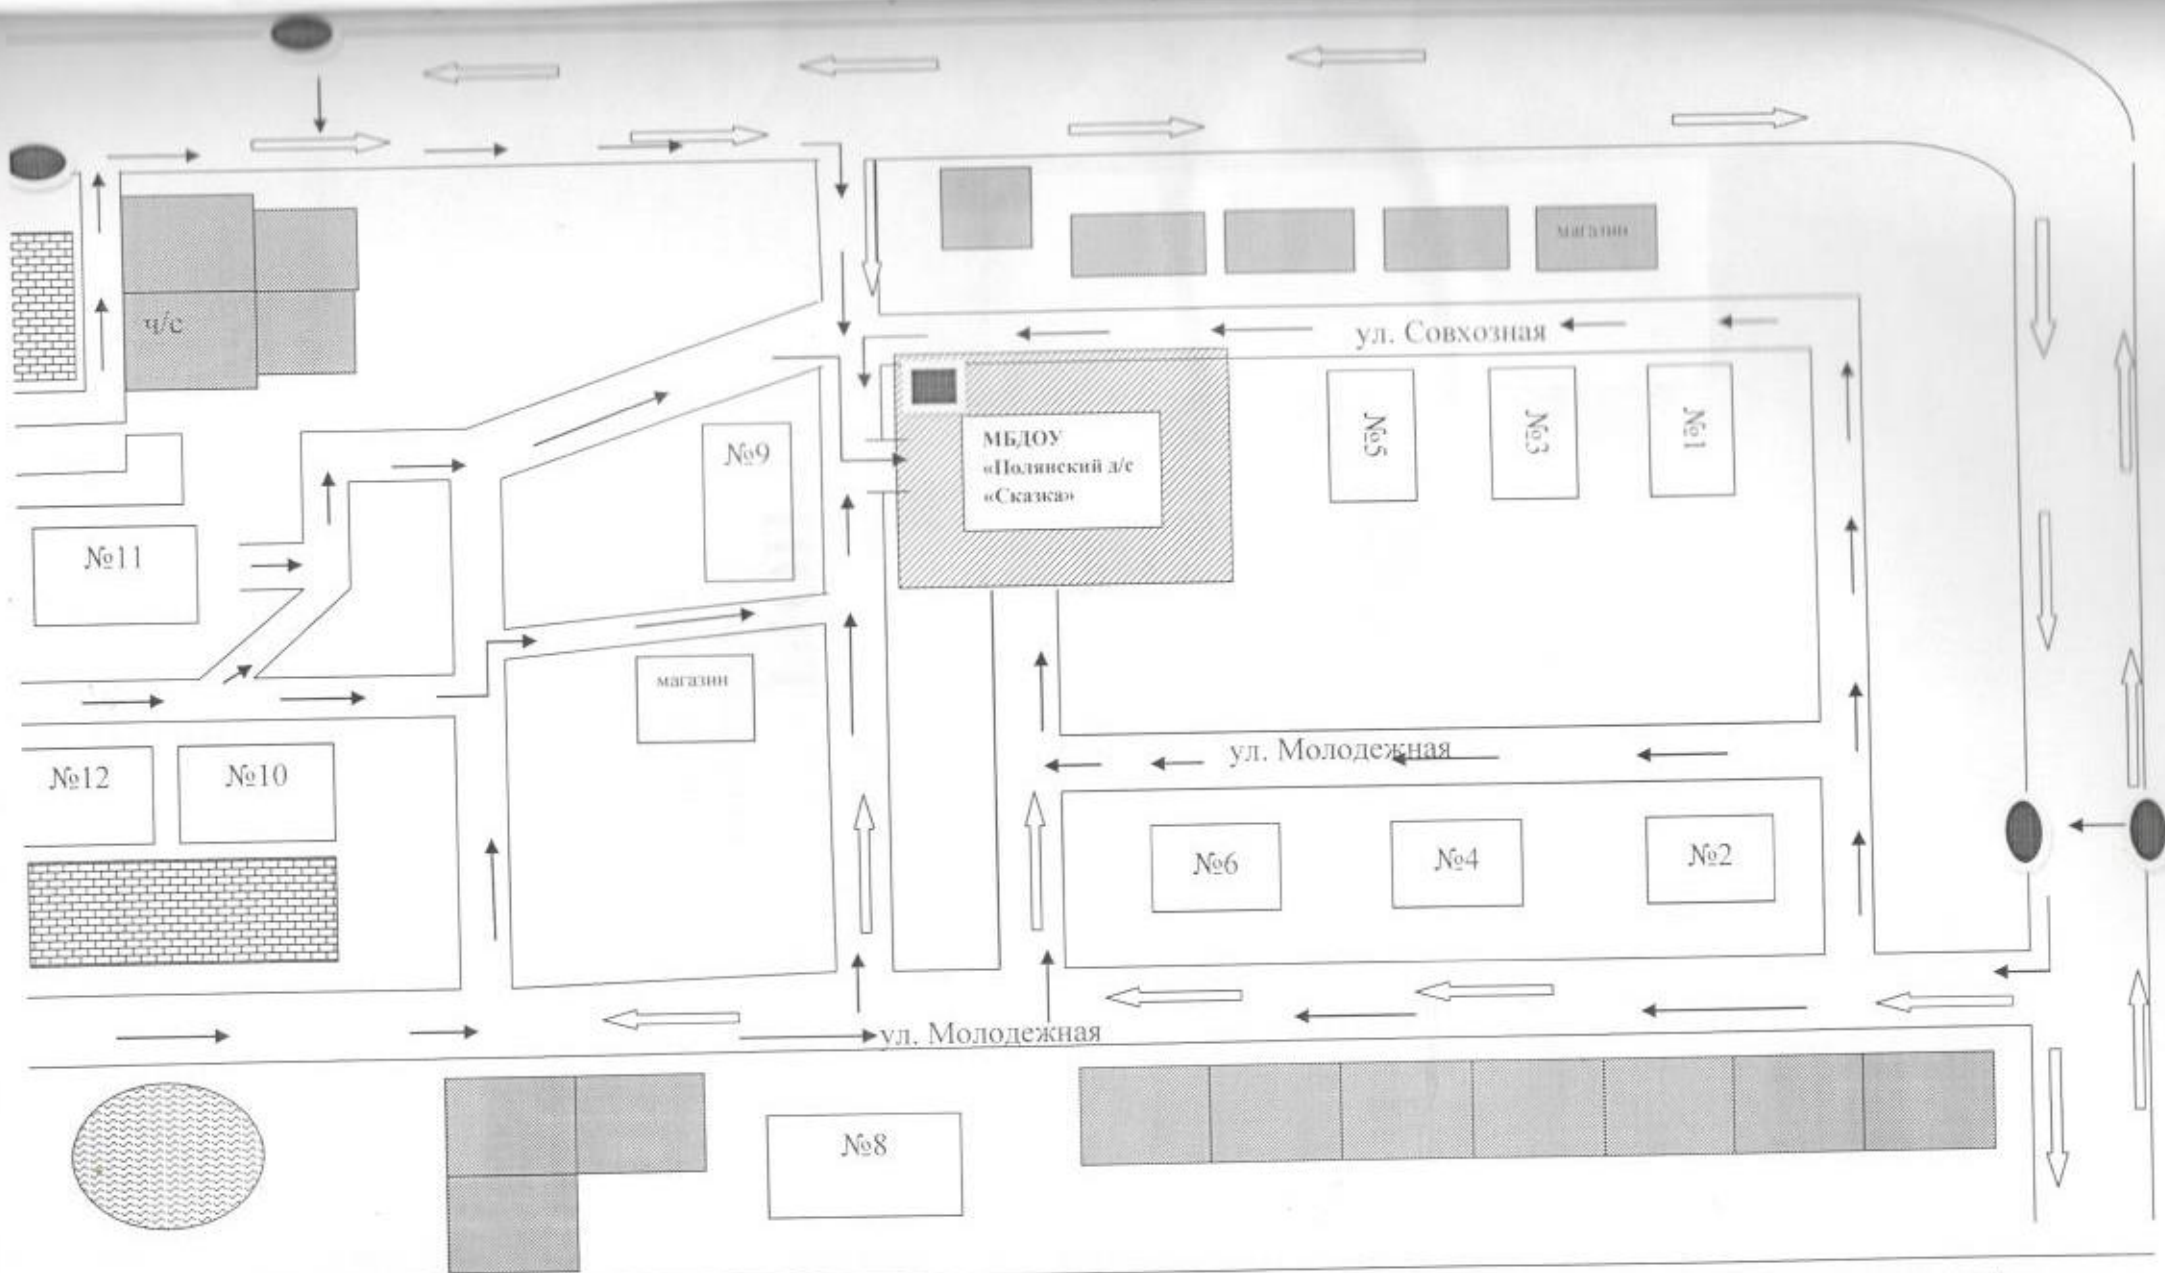 магазин
ч/с
ул. Совхозная
МБДОУ
«Полянский д/с
«Сказка»
№9
№5
№3
№1
№11
магазин
ул. Молодежная
№12
№10
№6
№4
№2
ул. Молодежная
№8